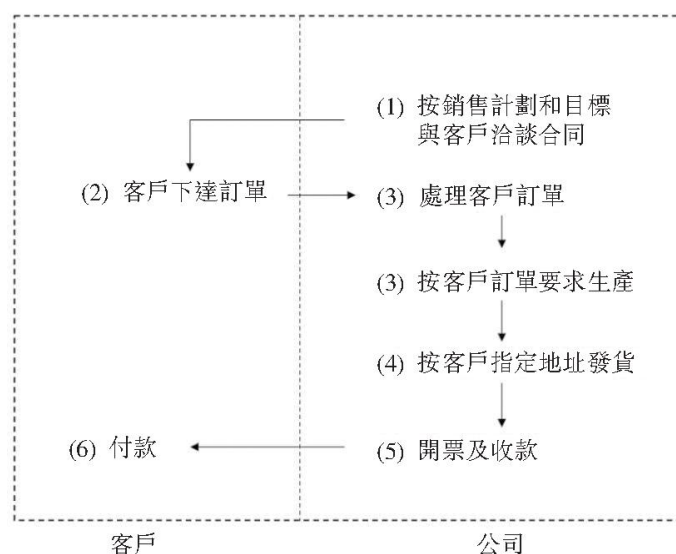 (1) 按銷售計劃和目標
與客戶洽談合同
(2) 客戶下達訂單
(3) 處理客戶訂單
(3) 按客戶訂單要求生產
(4) 按客戶指定地址發貨
(6) 付款
(5) 開票及收款
客戶
公司